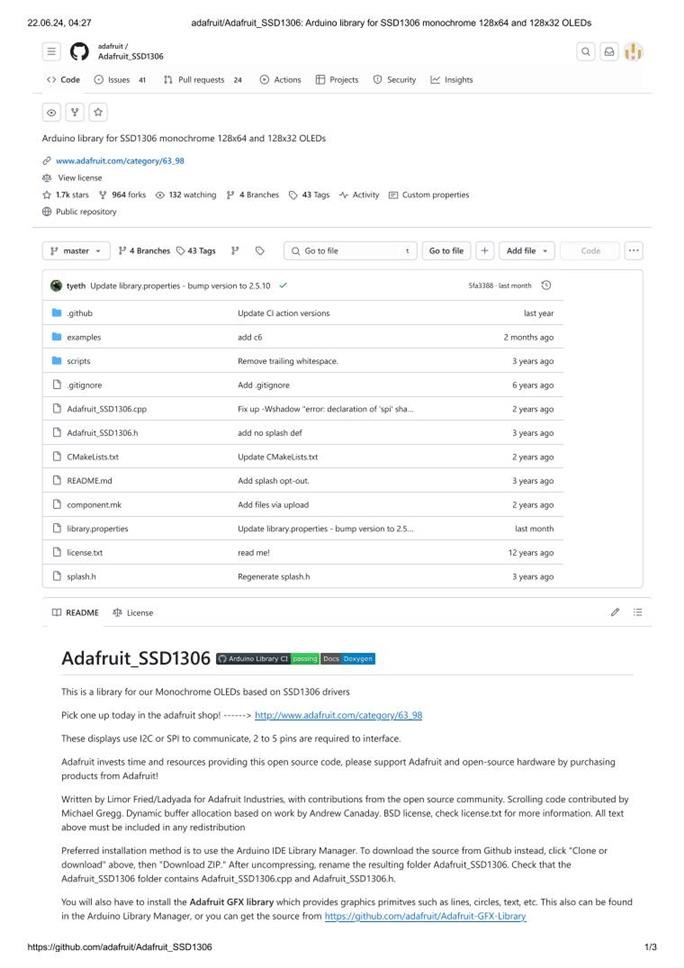 22.06.24, 04:27 adafruit/Adafruit_SSD1306: Arduino library for SSD1306 monochrome 128x64 and 128x32 OLEDs
adafruit /
Adafruit_SSD1306
Code Issues 41 Pull requests 24 Actions Projects Security Insights
Arduino library for SSD1306 monochrome 128x64 and 128x32 OLEDs
www.adafruit.com/category/63_98
View license
1.7k stars 964 forks 132 watching 4 Branches 43 Tags Activity Custom properties
Public repository
master 4 Branches 43 Tags Go to file t Go to file + Add file Code ...
tyeth Update library.properties - bump version to 2.5.10 5fa3388 · last month
.github Update CI action versions last year
examples add c6 2 months ago
scripts Remove trailing whitespace. 3 years ago
.gitignore Add .gitignore 6 years ago
Adafruit_SSD1306.cpp Fix up -Wshadow "error: declaration of 'spi' sha... 2 years ago
Adafruit_SSD1306.h add no splash def 3 years ago
CMakeLists.txt Update CMakeLists.txt 2 years ago
README.md Add splash opt-out. 3 years ago
component.mk Add files via upload 2 years ago
library.properties Update library.properties - bump version to 2.5... last month
license.txt read me! 12 years ago
splash.h Regenerate splash.h 3 years ago
README License
Adafruit_SSD1306 Arduino Library CI passing Docs Doxygen
This is a library for our Monochrome OLEDs based on SSD1306 drivers
Pick one up today in the adafruit shop! ------> http://www.adafruit.com/category/63_98
These displays use I2C or SPI to communicate, 2 to 5 pins are required to interface.
Adafruit invests time and resources providing this open source code, please support Adafruit and open-source hardware by purchasing
products from Adafruit!
Written by Limor Fried/Ladyada for Adafruit Industries, with contributions from the open source community. Scrolling code contributed by
Michael Gregg. Dynamic buffer allocation based on work by Andrew Canaday. BSD license, check license.txt for more information. All text
above must be included in any redistribution
Preferred installation method is to use the Arduino IDE Library Manager. To download the source from Github instead, click "Clone or
download" above, then "Download ZIP." After uncompressing, rename the resulting folder Adafruit_SSD1306. Check that the
Adafruit_SSD1306 folder contains Adafruit_SSD1306.cpp and Adafruit_SSD1306.h.
You will also have to install the Adafruit GFX library which provides graphics primitves such as lines, circles, text, etc. This also can be found
in the Arduino Library Manager, or you can get the source from https://github.com/adafruit/Adafruit-GFX-Library
https://github.com/adafruit/Adafruit_SSD1306 1/3